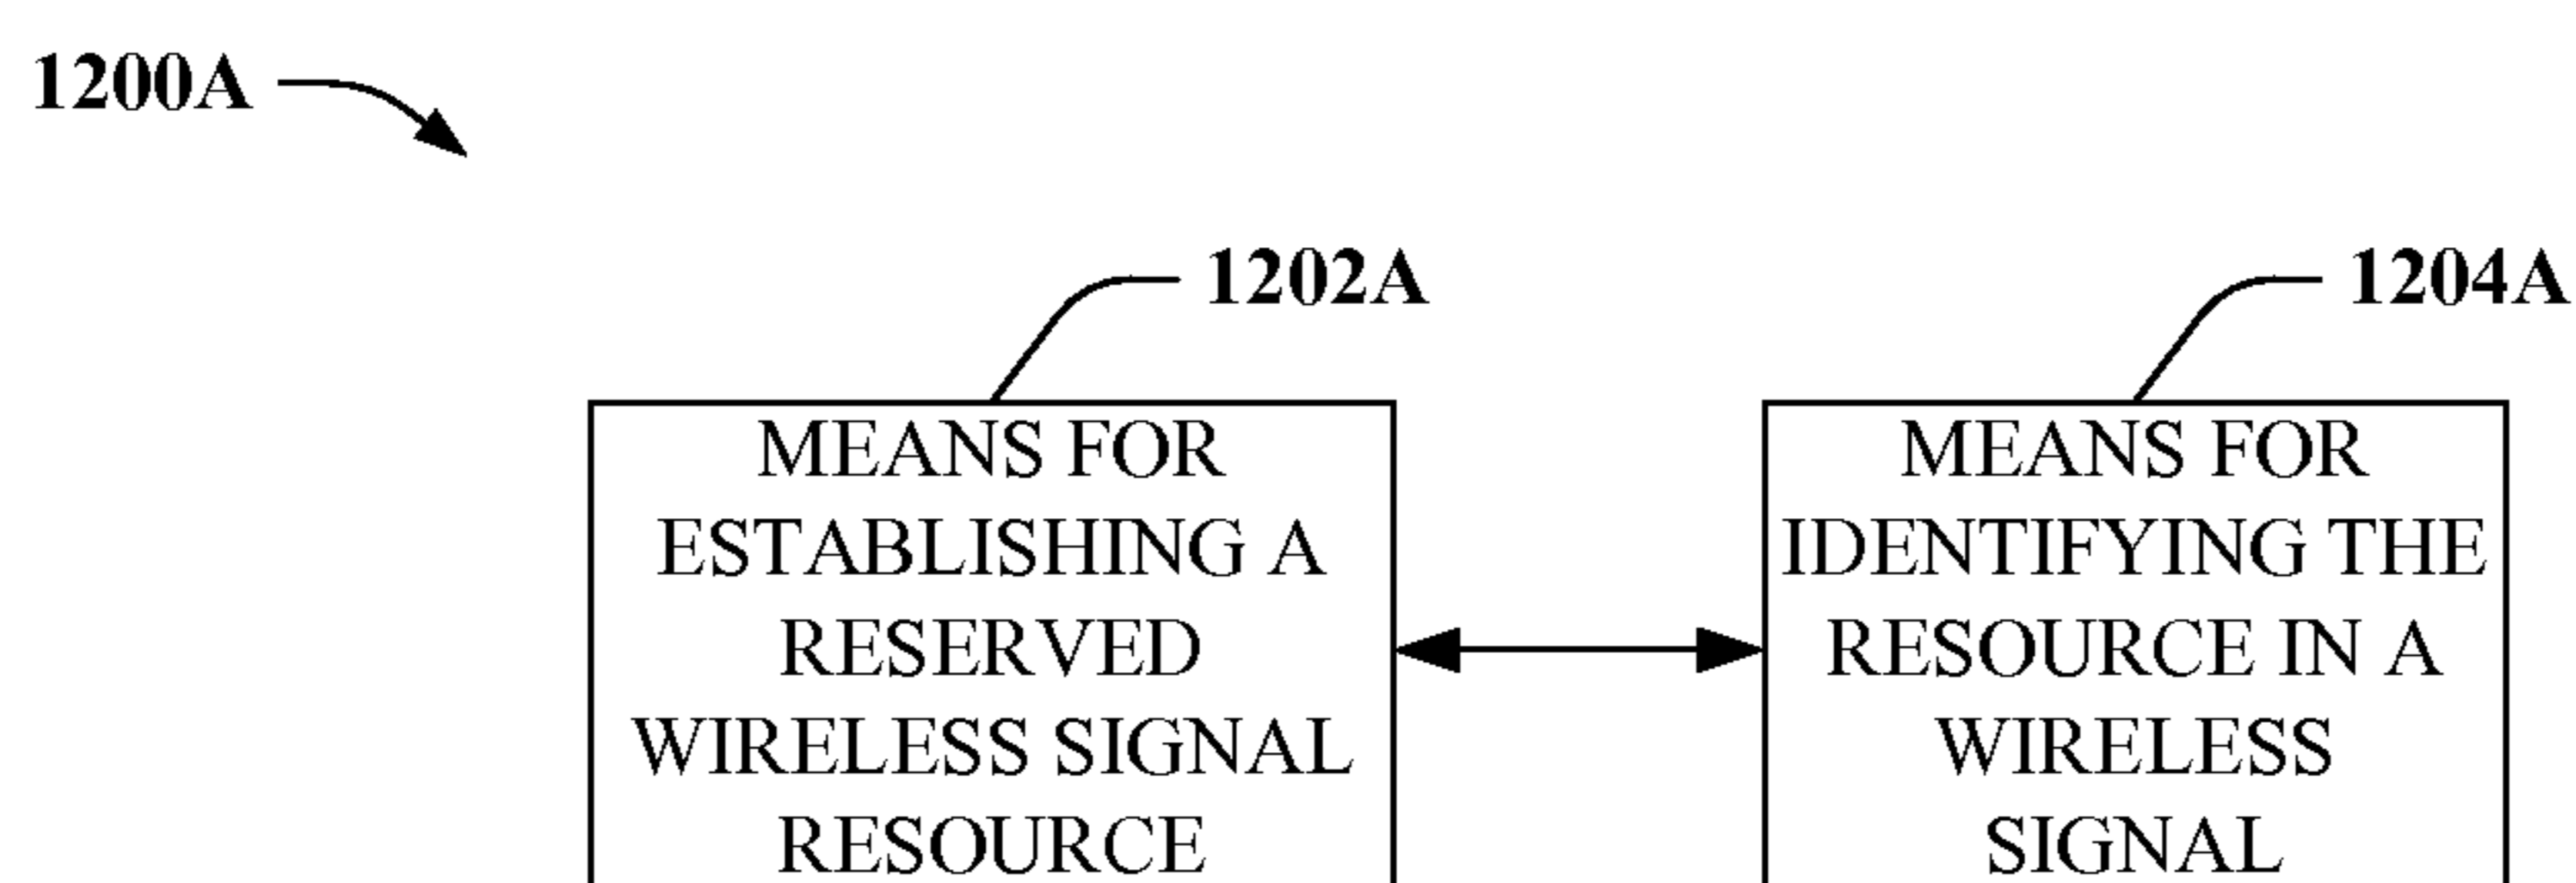 1200A
1202A
1204A
MEANS FOR
ESTABLISHING A
RESERVED
WIRELESS SIGNAL
RESOURCE
MEANS FOR
IDENTIFYING THE
RESOURCE IN A
WIRELESS
SIGNAL